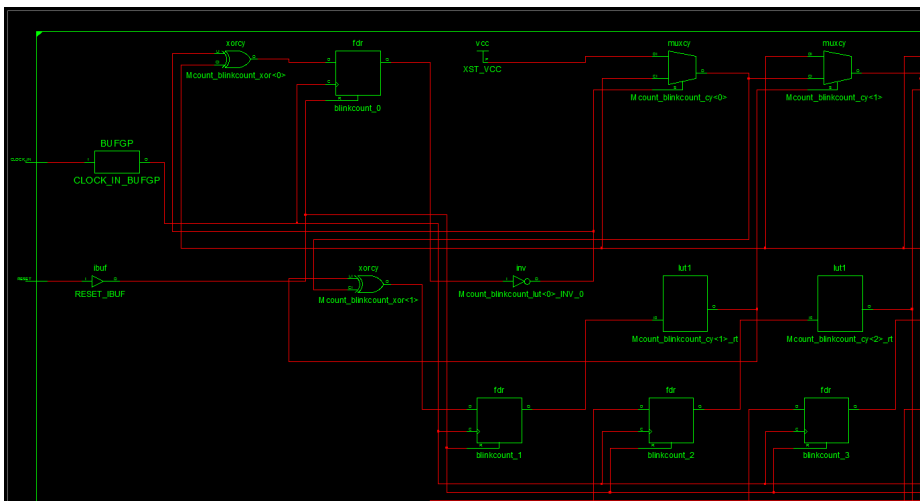 xorcy
fdr
vcc
muxcy
muxcy
Mcount_blinkcount_xor<0>
XST_VCC
blinkcount_0
Mcount_blinkcount_cy<0>
Mcount_blinkcount_cy<1>
BUFGP
CLOCK_IN
CLOCK_IN_BUFGP
ibuf
xorcy
inv
lut1
lut1
RESET
RESET_IBUF
Mcount_blinkcount_xor<1>
Mcount_blinkcount_lut<0>_INV_0
Mcount_blinkcount_cy<1>_rt
Mcount_blinkcount_cy<2>_rt
fdr
fdr
fdr
blinkcount_1
blinkcount_2
blinkcount_3